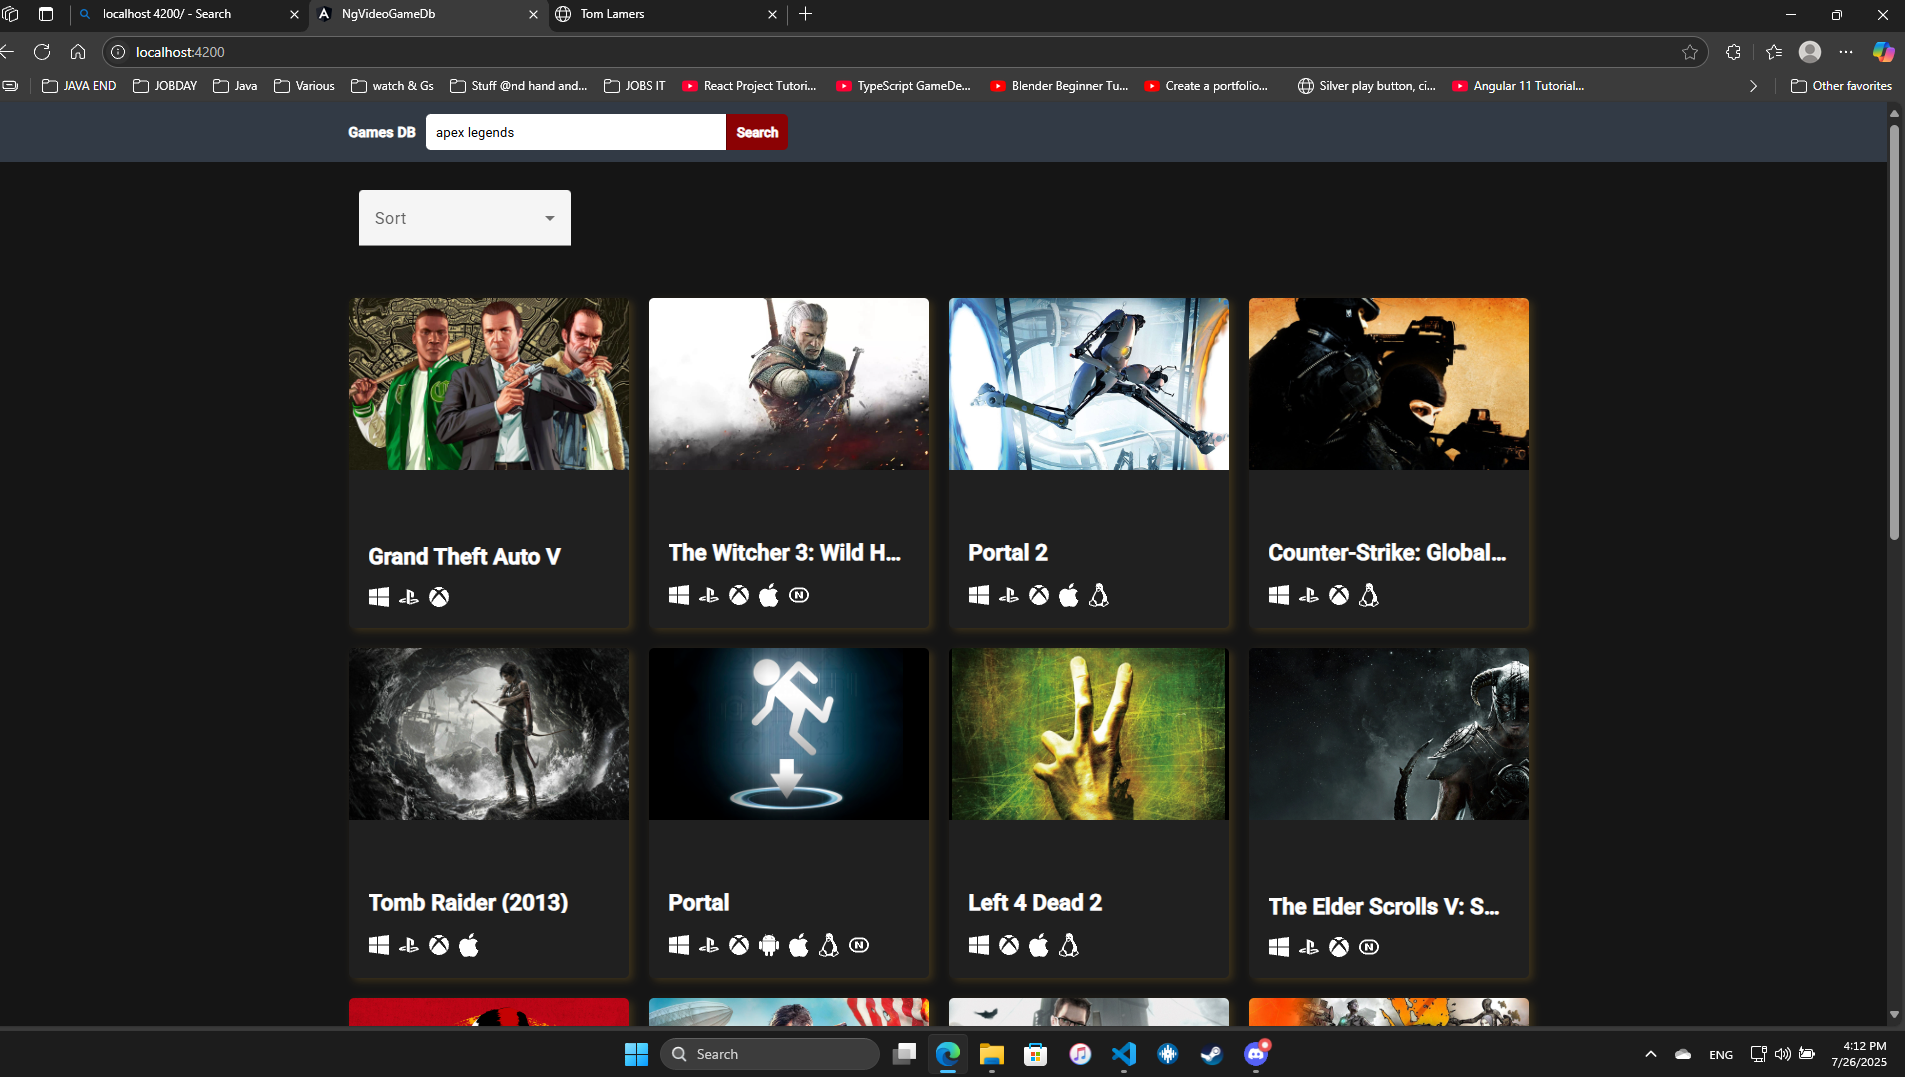 localhost 4200/ - Search
NgVideoGameDb
Tom Lamers
localhost:4200
JAVA END
JOBDAY
Java
Various
watch & Gs
Stuff @nd hand and...
JOBS IT
React Project Tutori...
TypeScript GameDe...
Blender Beginner Tu...
Create a portfolio...
Silver play button, ci...
Angular 11 Tutorial...
Other favorites
Games DB
apex legends
Search
Sort
Grand Theft Auto V
The Witcher 3: Wild H...
Portal 2
Counter-Strike: Global...
Tomb Raider (2013)
Portal
Left 4 Dead 2
The Elder Scrolls V: S...
Search
ENG
4:12 PM
7/26/2025